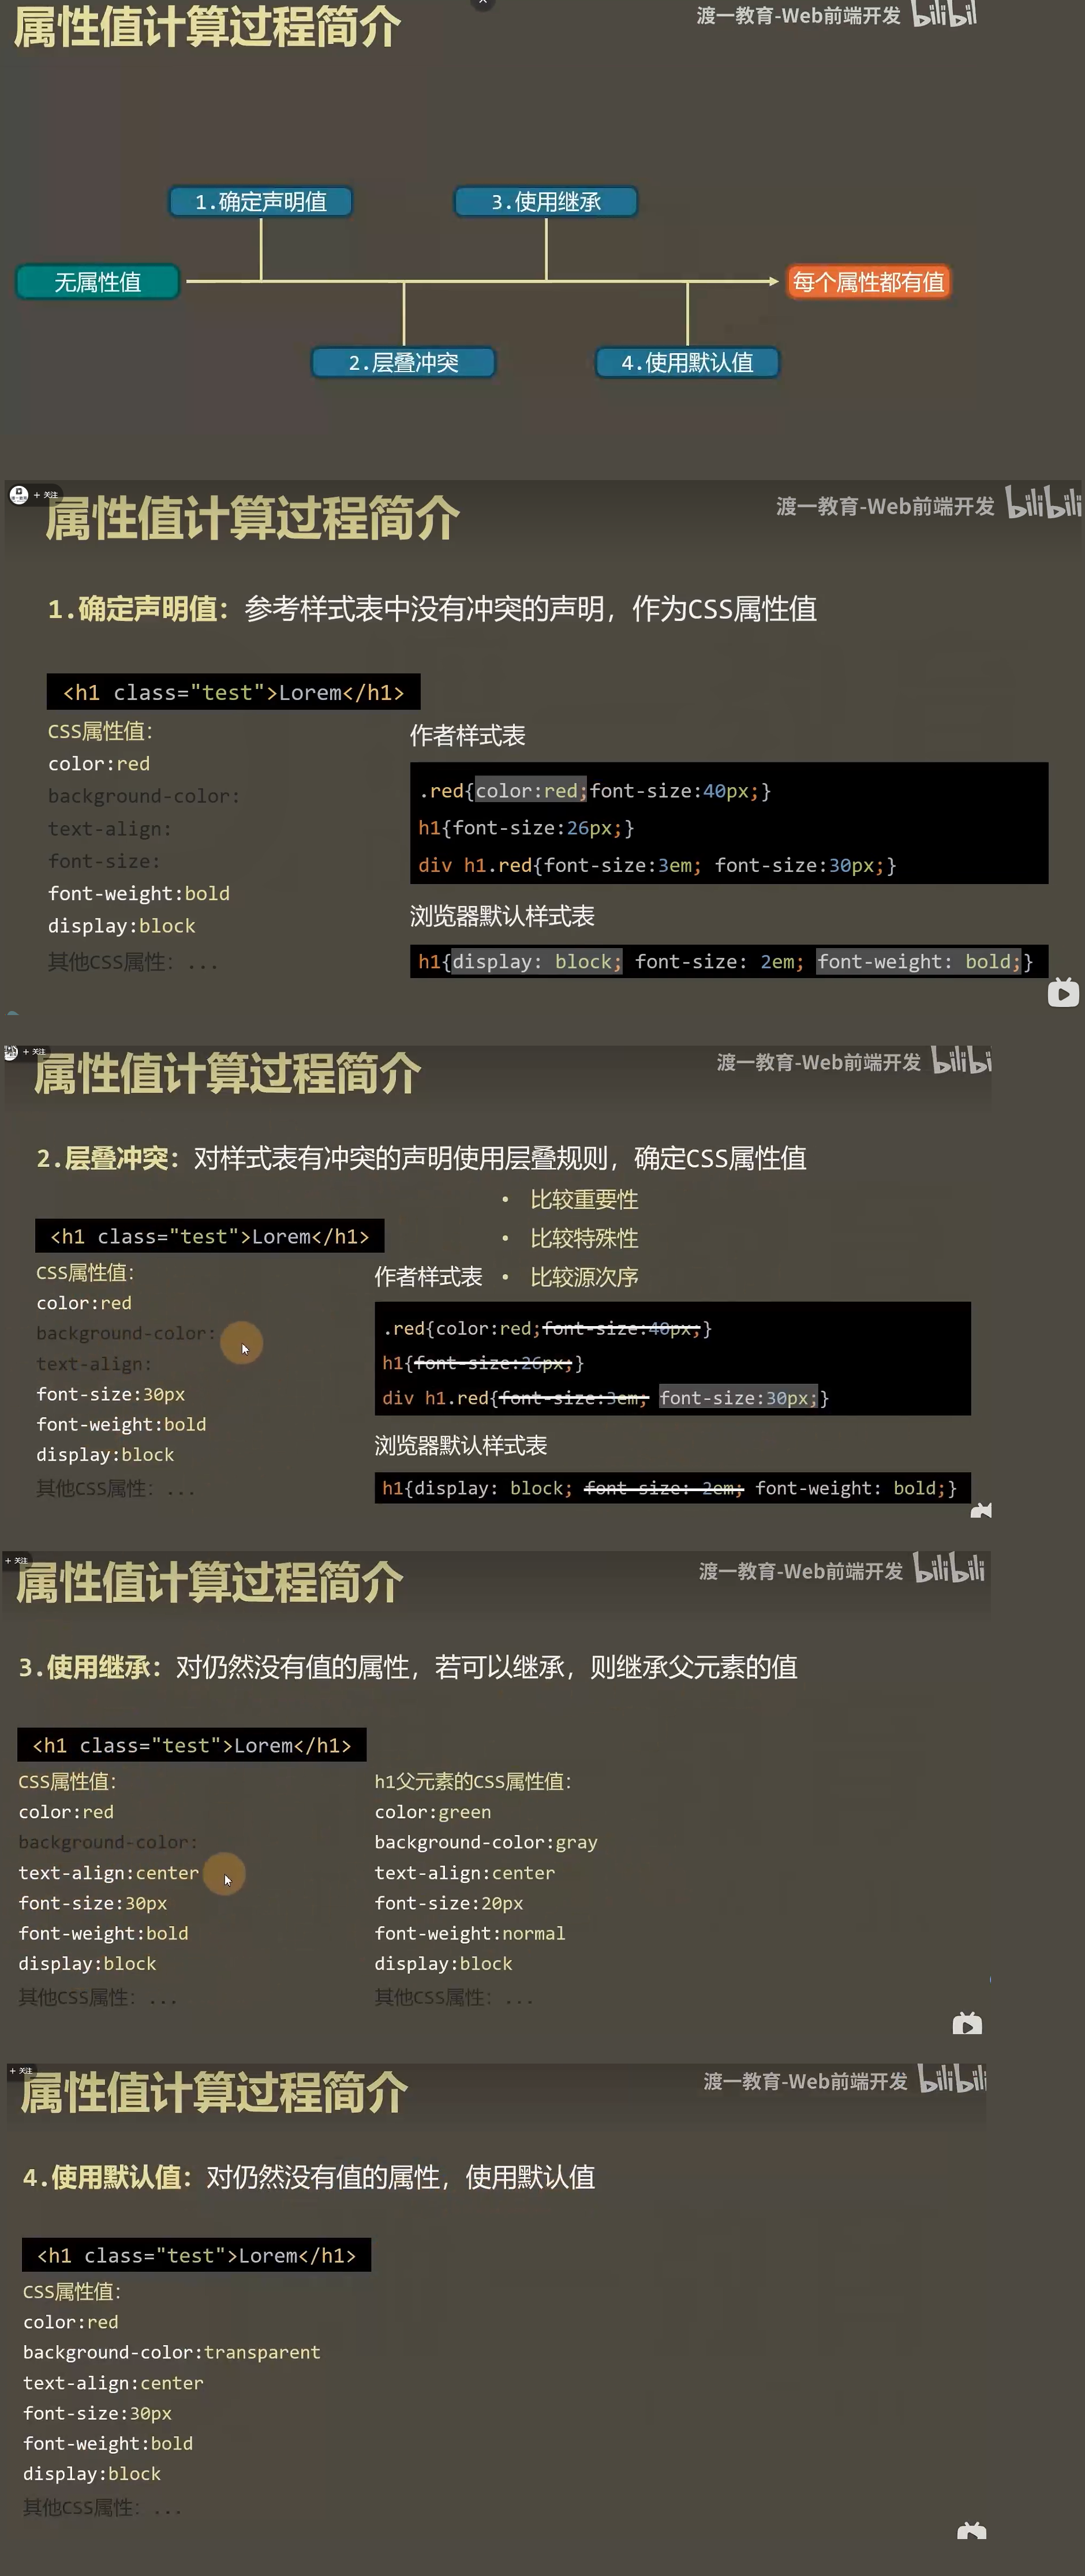 属性值计算过程简介
渡一教育-Web前端开发
bilibil
1.确定声明值
3.使用继承
无属性值
每个属性都有值
2.层叠冲突
4.使用默认值
+ 关注
属性值计算过程简介
渡一教育-Web前端开发
bilibili
1.确定声明值：参考样式表中没有冲突的声明，作为CSS属性值
<h1 class="test">Lorem</h1>
CSS属性值：
color:red
background-color:
text-align:
font-size:
font-weight:bold
display:block
其他CSS属性：...
作者样式表
.red{color:red;font-size:40px;}
h1{font-size:26px;}
div h1.red{font-size:3em; font-size:30px;}
浏览器默认样式表
h1{display: block; font-size: 2em; font-weight: bold;}
+ 关注
属性值计算过程简介
渡一教育-Web前端开发
bilibi
2.层叠冲突：对样式表有冲突的声明使用层叠规则，确定CSS属性值
• 比较重要性
• 比较特殊性
• 比较源次序
<h1 class="test">Lorem</h1>
CSS属性值：
color:red
background-color:
text-align:
font-size:30px
font-weight:bold
display:block
其他CSS属性：...
作者样式表
.red{color:red;font-size:40px;}
h1{font-size:26px;}
div h1.red{font-size:3em; font-size:30px;}
浏览器默认样式表
h1{display: block; font-size: 2em; font-weight: bold;}
+ 关注
属性值计算过程简介
渡一教育-Web前端开发
bilibili
3.使用继承：对仍然没有值的属性，若可以继承，则继承父元素的值
<h1 class="test">Lorem</h1>
CSS属性值：
color:red
background-color:
text-align:center
font-size:30px
font-weight:bold
display:block
其他CSS属性：...
h1父元素的CSS属性值：
color:green
background-color:gray
text-align:center
font-size:20px
font-weight:normal
display:block
其他CSS属性：...
+ 关注
属性值计算过程简介
渡一教育-Web前端开发
bilibili
4.使用默认值：对仍然没有值的属性，使用默认值
<h1 class="test">Lorem</h1>
CSS属性值：
color:red
background-color:transparent
text-align:center
font-size:30px
font-weight:bold
display:block
其他CSS属性：...